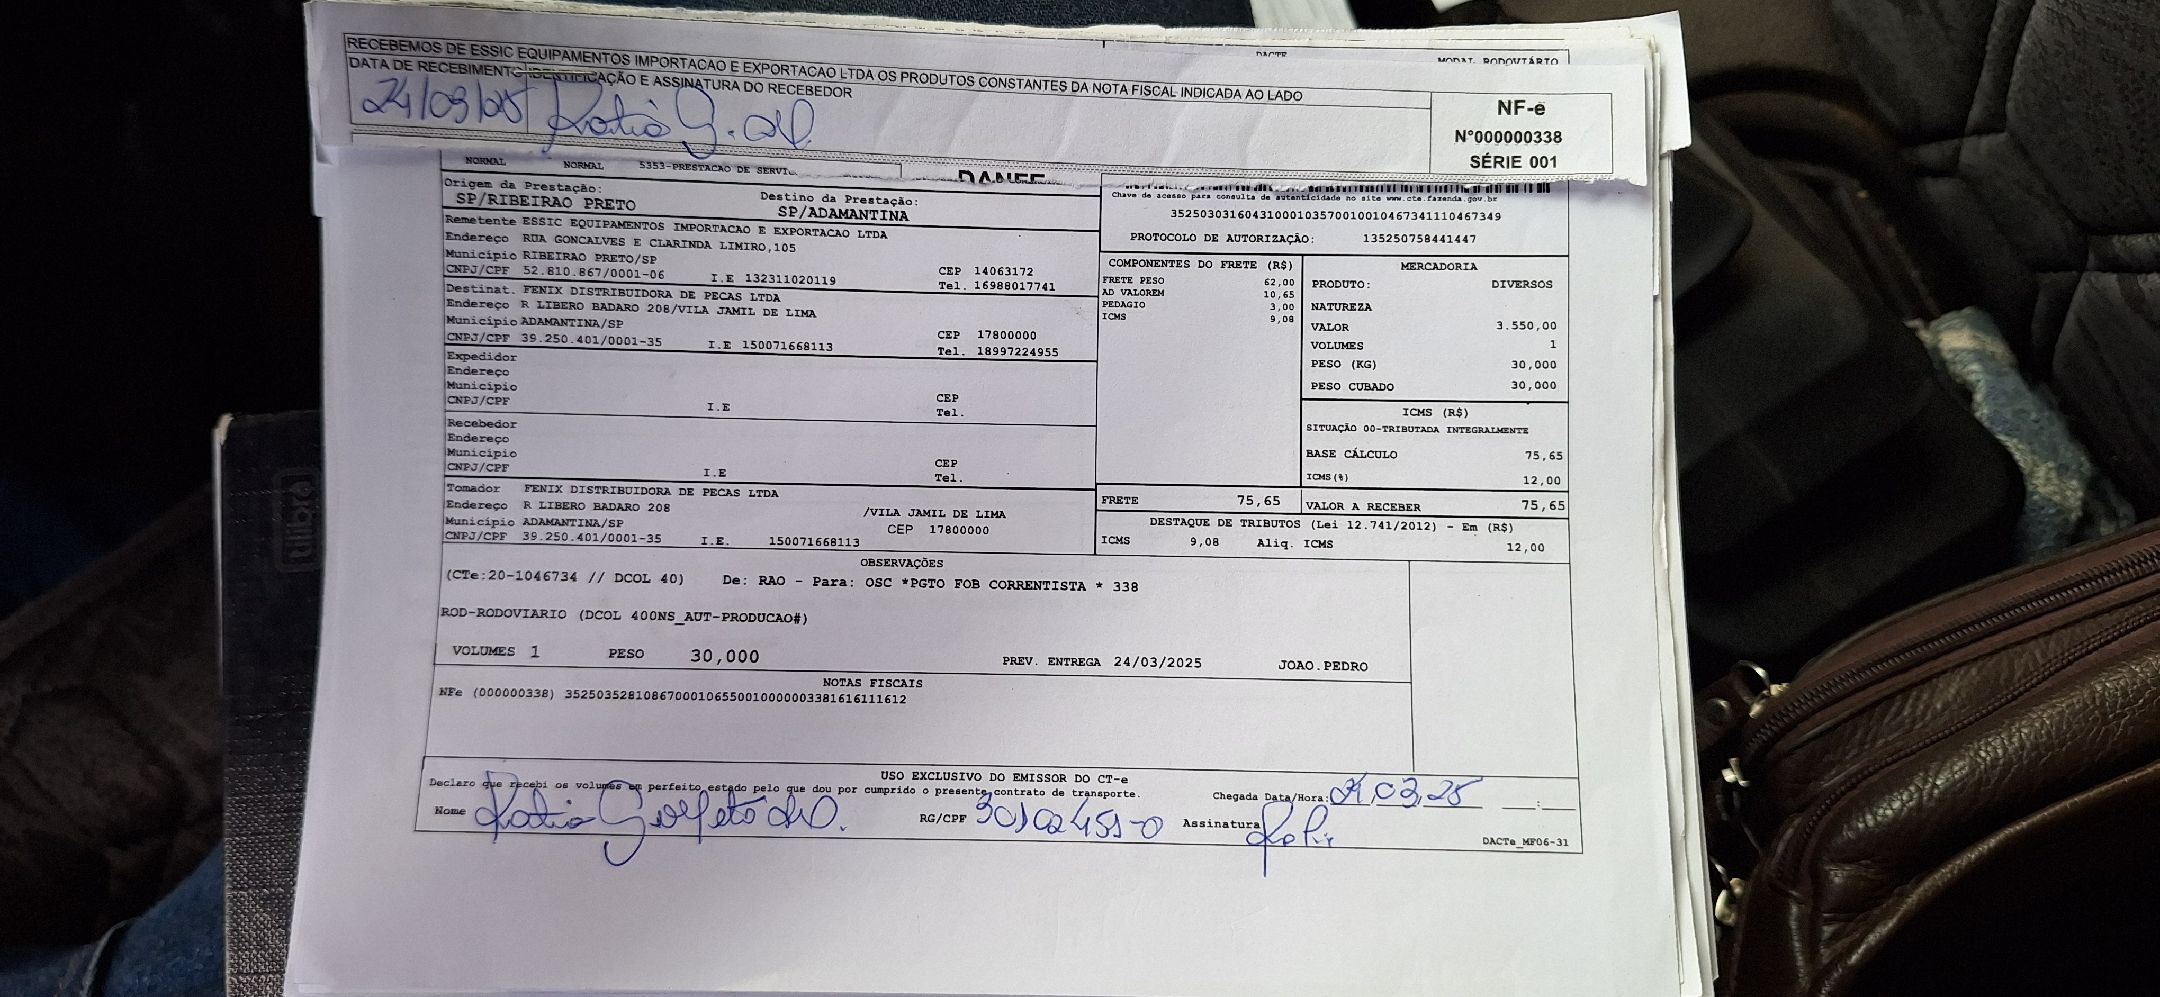 DACTE
MODAL RODOVIÁRIO
RECEBEMOS DE ESSIC EQUIPAMENTOS IMPORTACAO E EXPORTACAO LTDA OS PRODUTOS CONSTANTES DA NOTA FISCAL INDICADA AO LADO
DATA DE RECEBIMENTO IDENTIFICAÇÃO E ASSINATURA DO RECEBEDOR
24/03/25
NF-e
N°000000338
SÉRIE 001
NORMAL NORMAL 5353-PRESTACAO DE SERVI
DANFE
Origem da Prestação:
SP/RIBEIRAO PRETO
Destino da Prestação:
SP/ADAMANTINA
Chave de acesso para consulta de autenticidade no site www.cte.fazenda.gov.br
35250303160431000103570010010467341110467349
PROTOCOLO DE AUTORIZAÇÃO: 135250758441447
Remetente ESSIC EQUIPAMENTOS IMPORTACAO E EXPORTACAO LTDA
Endereço RUA GONCALVES E CLARINDA LIMIRO,105
Municipio RIBEIRAO PRETO/SP CEP 14063172
CNPJ/CPF 52.810.867/0001-06 I.E 132311020119 Tel. 16988017741
Destinat. FENIX DISTRIBUIDORA DE PECAS LTDA
Endereço R LIBERO BADARO 208/VILA JAMIL DE LIMA
Municipio ADAMANTINA/SP CEP 17800000
CNPJ/CPF 39.250.401/0001-35 I.E 150071668113 Tel. 18997224955
Expedidor
Endereço
Municipio CEP
CNPJ/CPF I.E Tel.
Recebedor
Endereço
Municipio CEP
CNPJ/CPF I.E Tel.
Tomador FENIX DISTRIBUIDORA DE PECAS LTDA
Endereço R LIBERO BADARO 208 /VILA JAMIL DE LIMA
Municipio ADAMANTINA/SP CEP 17800000
CNPJ/CPF 39.250.401/0001-35 I.E. 150071668113
COMPONENTES DO FRETE (R$)
FRETE PESO 62,00
AD VALOREM 10,65
PEDAGIO 3,00
ICMS 9,08
MERCADORIA
PRODUTO: DIVERSOS
NATUREZA
VALOR 3.550,00
VOLUMES 1
PESO (KG) 30,000
PESO CUBADO 30,000
ICMS (R$)
SITUAÇÃO 00-TRIBUTADA INTEGRALMENTE
BASE CÁLCULO 75,65
ICMS(%) 12,00
FRETE 75,65 VALOR A RECEBER 75,65
DESTAQUE DE TRIBUTOS (Lei 12.741/2012) - Em (R$)
ICMS 9,08 Aliq. ICMS 12,00
OBSERVAÇÕES
(CTe:20-1046734 // DCOL 40) De: RAO - Para: OSC *PGTO FOB CORRENTISTA * 338
ROD-RODOVIARIO (DCOL 400NS_AUT-PRODUCAO#)
VOLUMES 1 PESO 30,000 PREV. ENTREGA 24/03/2025 JOAO.PEDRO
NOTAS FISCAIS
NFe (000000338) 35250352810867000106550010000003381616111612
USO EXCLUSIVO DO EMISSOR DO CT-e
Declaro que recebi os volumes em perfeito estado pelo que dou por cumprido o presente contrato de transporte.
Chegada Data/Hora: 24,03,25 __:__
Nome RG/CPF 30102451-0 Assinatura
DACTe_MF06-31
tilibra